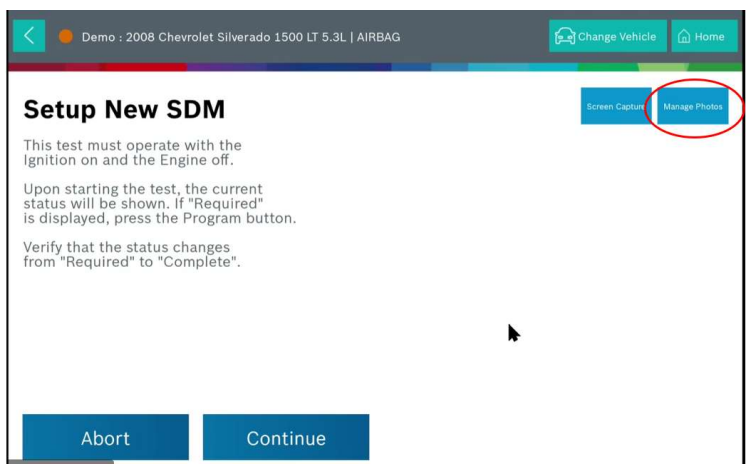 Demo : 2008 Chevrolet Silverado 1500 LT 5.3L | AIRBAG
Change Vehicle
Home
Setup New SDM
Screen Capture
Manage Photos
This test must operate with the
Ignition on and the Engine off.
Upon starting the test, the current
status will be shown. If "Required"
is displayed, press the Program button.
Verify that the status changes
from "Required" to "Complete".
Abort
Continue